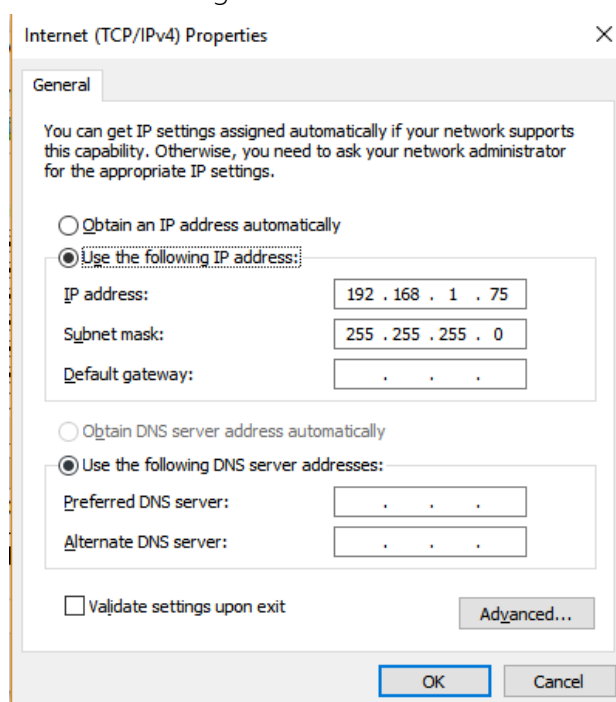 Internet (TCP/IPv4) Properties
General
You can get IP settings assigned automatically if your network supports
this capability. Otherwise, you need to ask your network administrator
for the appropriate IP settings.
Obtain an IP address automatically
Use the following IP address:
IP address: 192 . 168 . 1 . 75
Subnet mask: 255 . 255 . 255 . 0
Default gateway: . . .
Obtain DNS server address automatically
Use the following DNS server addresses:
Preferred DNS server: . . .
Alternate DNS server: . . .
Validate settings upon exit
Advanced...
OK Cancel